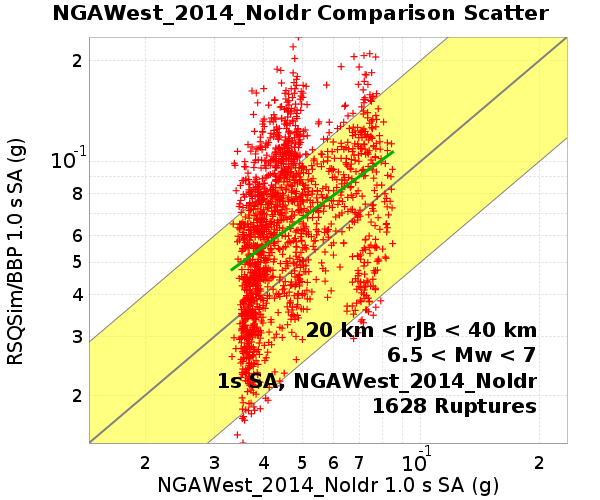 NGAWest_2014_NoIdr Comparison Scatter
RSQSim/BBP 1.0 s SA (g)
2
10⁻¹
8
7
6
5
4
3
2
20 km < rJB < 40 km
6.5 < Mw < 7
1s SA, NGAWest_2014_NoIdr
1628 Ruptures
2 3 4 5 6 7 10⁻¹ 2
NGAWest_2014_NoIdr 1.0 s SA (g)